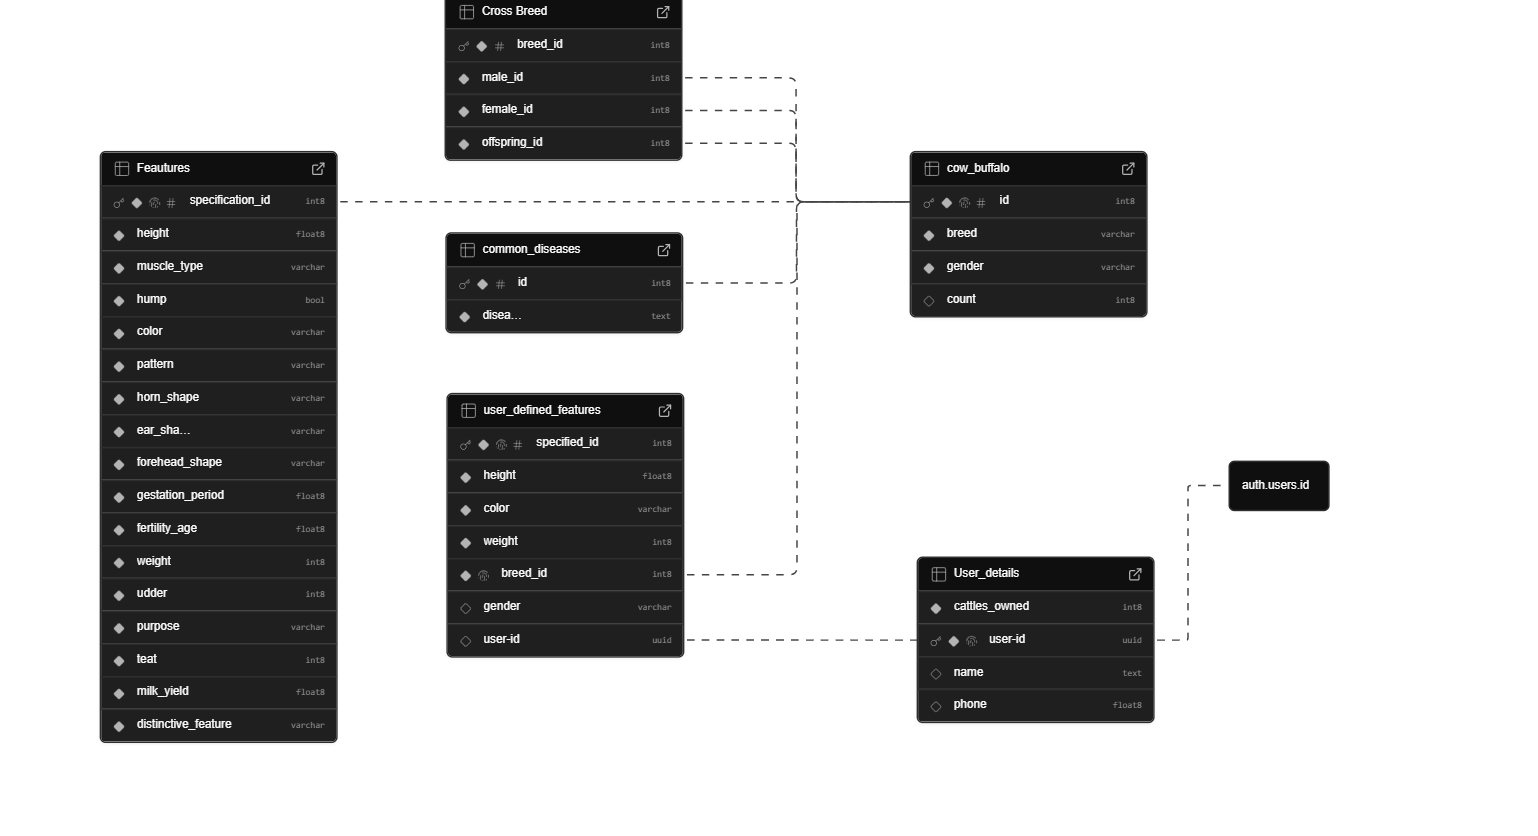 Cross Breed
breed_id int8
male_id int8
female_id int8
offspring_id int8
Feautures
specification_id int8
height float8
muscle_type varchar
hump bool
color varchar
pattern varchar
horn_shape varchar
ear_sha... varchar
forehead_shape varchar
gestation_period float8
fertility_age float8
weight int8
udder int8
purpose varchar
teat int8
milk_yield float8
distinctive_feature varchar
common_diseases
id int8
disea... text
user_defined_features
specified_id int8
height float8
color varchar
weight int8
breed_id int8
gender varchar
user-id uuid
cow_buffalo
id int8
breed varchar
gender varchar
count int8
User_details
cattles_owned int8
user-id uuid
name text
phone float8
auth.users.id